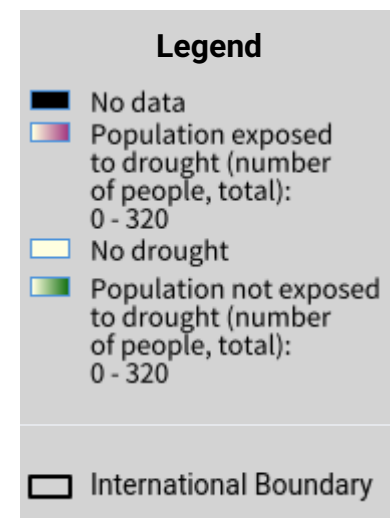 Legend
No data
Population exposed
to drought (number
of people, total):
0 - 320
No drought
Population not exposed
to drought (number
of people, total):
0 - 320
International Boundary